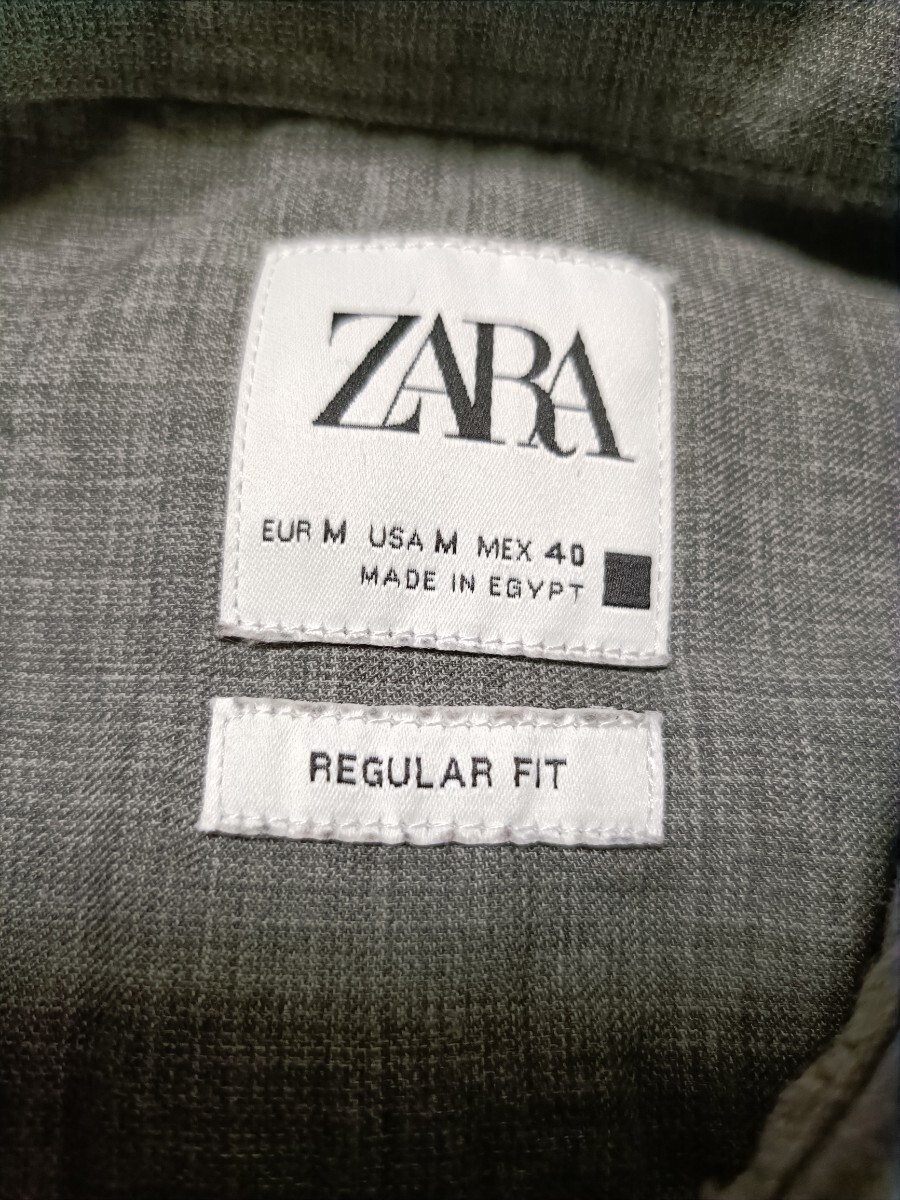 ZARA
EUR M USA M MEX 40
MADE IN EGYPT
REGULAR FIT